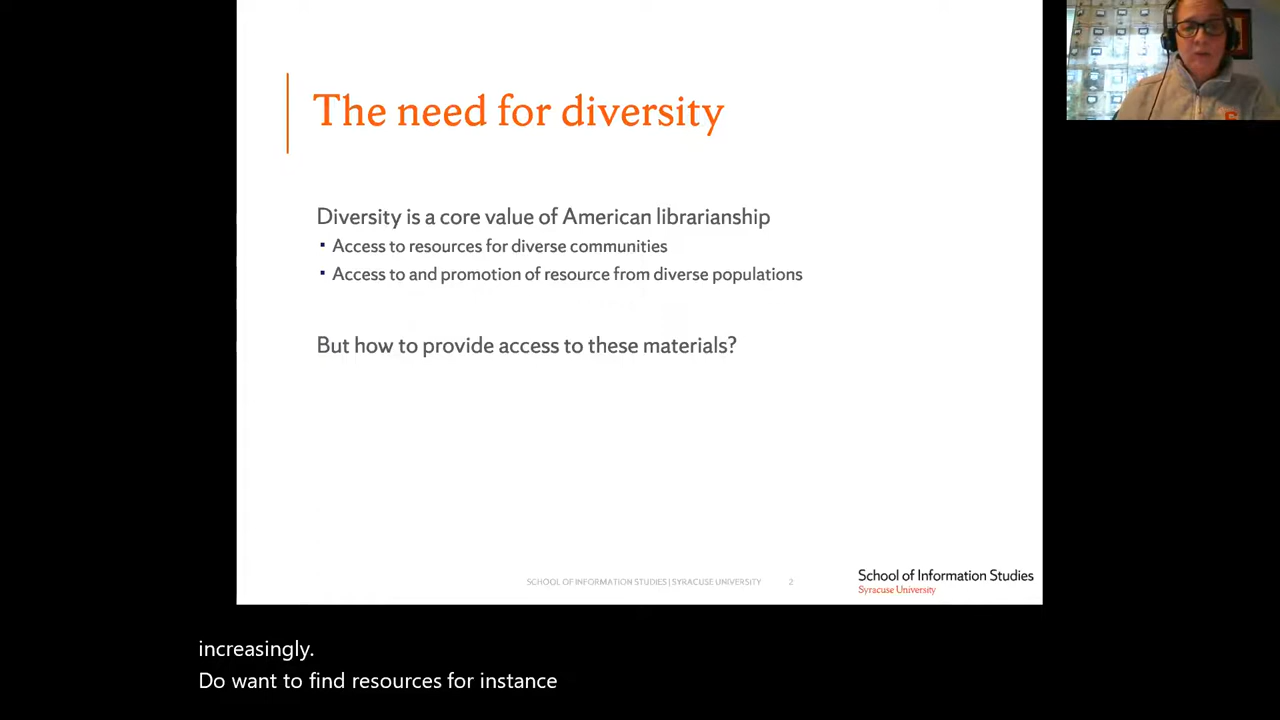 The need for diversity
Diversity is a core value of American librarianship
▪ Access to resources for diverse communities
▪ Access to and promotion of resource from diverse populations
But how to provide access to these materials?
SCHOOL OF INFORMATION STUDIES | SYRACUSE UNIVERSITY 2
School of Information Studies
Syracuse University
increasingly.
Do want to find resources for instance